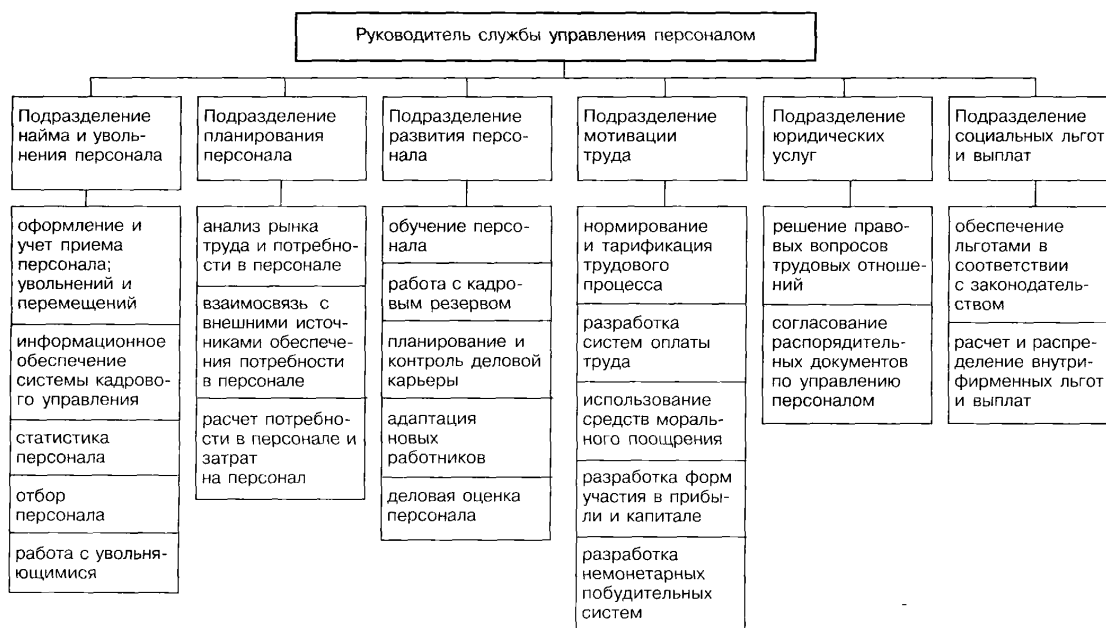 Руководитель службы управления персоналом
Подразделение
найма и уволь-
нения персонала
Подразделение
планирования
персонала
Подразделение
развития персо-
нала
Подразделение
мотивации
труда
Подразделение
юридических
услуг
Подразделение
социальных льгот
и выплат
оформление и
учет приема
персонала;
увольнений и
перемещений
информационное
обеспечение
системы кадрово-
го управления
статистика
персонала
отбор
персонала
работа с увольня-
ющимися
анализ рынка
труда и потребно-
сти в персонале
взаимосвязь с
внешними источ-
никами обеспече-
ния потребности
в персонале
расчет потребно-
сти в персонале и
затрат
на персонал
обучение персо-
нала
работа с кадро-
вым резервом
планирование и
контроль деловой
карьеры
адаптация
новых
работников
деловая оценка
персонала
нормирование
и тарификация
трудового
процесса
разработка
систем оплаты
труда
использование
средств мораль-
ного поощрения
разработка форм
участия в прибы-
ли и капитале
разработка
немонетарных
побудительных
систем
решение право-
вых вопросов
трудовых отноше-
ний
согласование
распорядитель-
ных документов
по управлению
персоналом
обеспечение
льготами в
соответствии
с законодатель-
ством
расчет и распре-
деление внутри-
фирменных льгот
и выплат